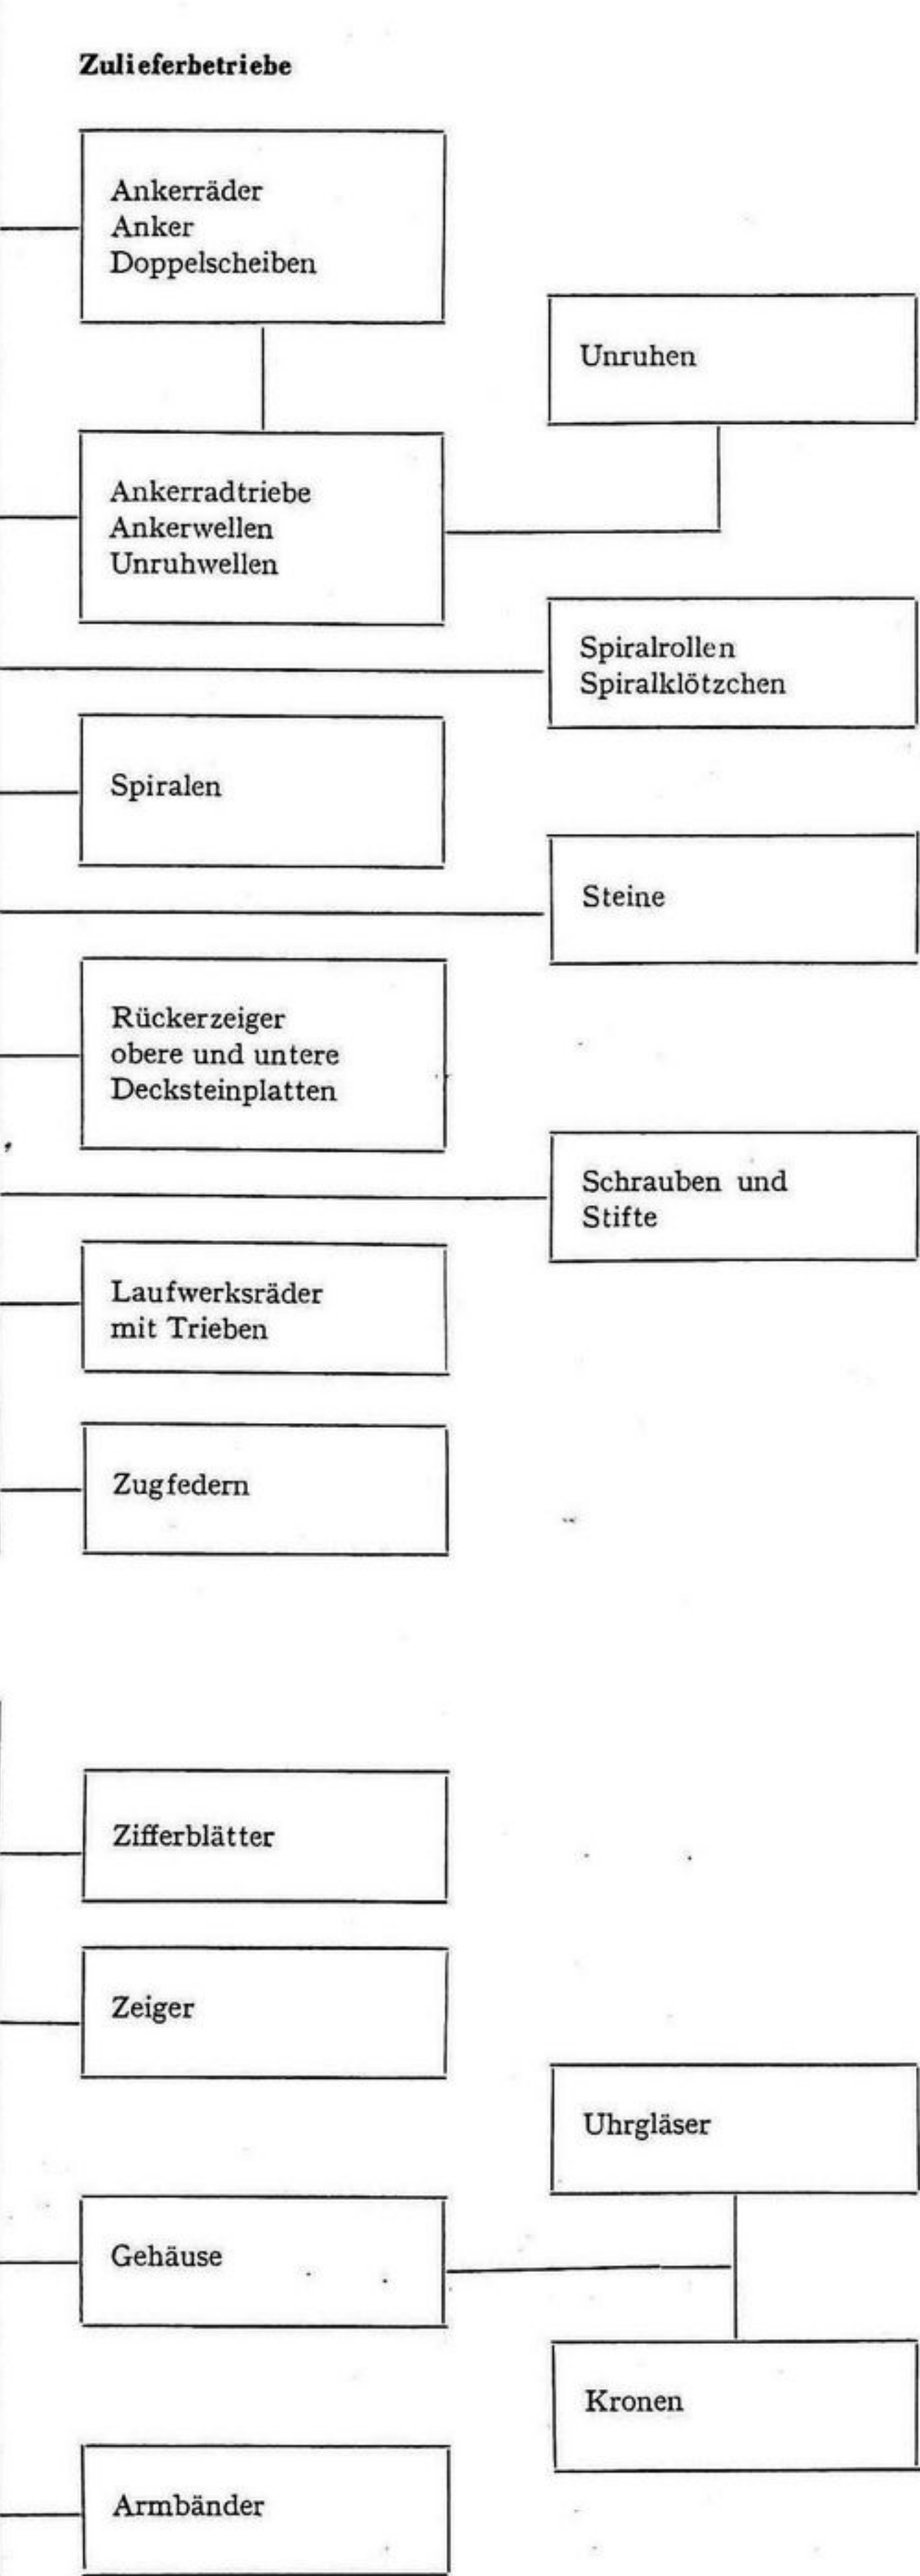 Zulieferbetriebe
Ankerräder
Anker
Doppelscheiben
Unruhen
Ankerradtriebe
Ankerwellen
Unruhwellen
Spiralrollen
Spiralklötzchen
Spiralen
Steine
Rückerzeiger
obere und untere
Decksteinplatten
Schrauben und
Stifte
Laufwerksräder
mit Trieben
Zugfedern
Zifferblätter
Zeiger
Uhrgläser
Gehäuse
Kronen
Armbänder